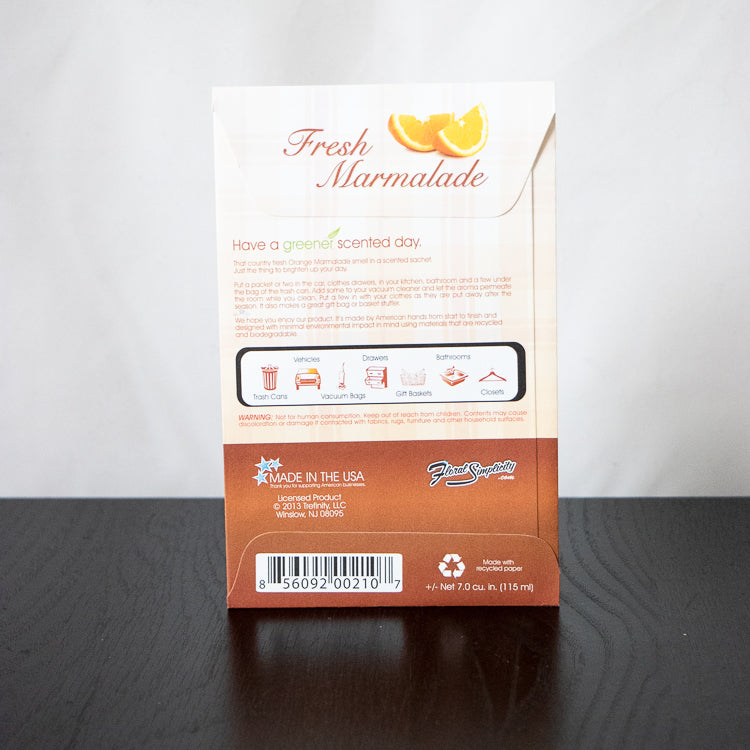 Fresh
Marmalade
Have a greener scented day.
That country fresh Orange Marmalade smell in a scented sachet.
Just the thing to brighten up your day.
Put a packet or two in the car, clothes drawers, in your kitchen, bathroom and a few under
the bag of the trash can. Add some to your vacuum cleaner and let the aroma permeate
the room while you clean. Put a few in with your clothes as they are put away after the
season. It also makes a great gift bag or basket stuffer.
We hope you enjoy our product. It's made by American hands from start to finish and
designed with minimal environmental impact in mind using materials that are recycled
and biodegradable.
Vehicles Drawers Bathrooms
Trash Cans Vacuum Bags Gift Baskets Closets
WARNING: Not for human consumption. Keep out of reach from children. Contents may cause
discoloration or damage if contacted with fabrics, rugs, furniture and other household surfaces.
MADE IN THE USA
Thank you for supporting American businesses.
Floral Simplicity
.com
Licensed Product
© 2013 Trefinity, LLC
Winslow, NJ 08095
8 56092 00210 7
Made with
recycled paper
+/- Net 7.0 cu. in. (115 ml)